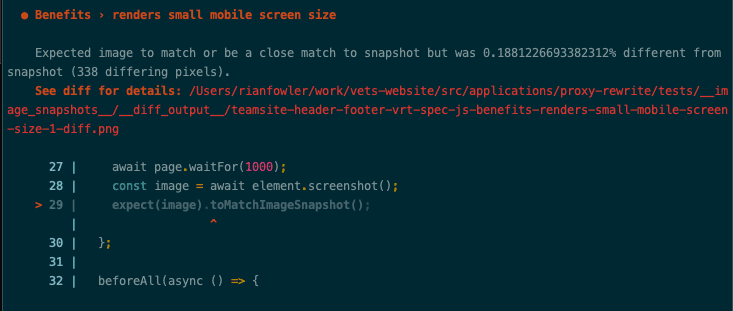 ● Benefits › renders small mobile screen size
Expected image to match or be a close match to snapshot but was 0.1881226693382312% different from
snapshot (338 differing pixels).
See diff for details: /Users/rianfowler/work/vets-website/src/applications/proxy-rewrite/tests/__im
age_snapshots__/__diff_output__/teamsite-header-footer-vrt-spec-js-benefits-renders-small-mobile-screen
-size-1-diff.png
27 | await page.waitFor(1000);
28 | const image = await element.screenshot();
> 29 | expect(image).toMatchImageSnapshot();
| ^
30 | };
31 |
32 | beforeAll(async () => {